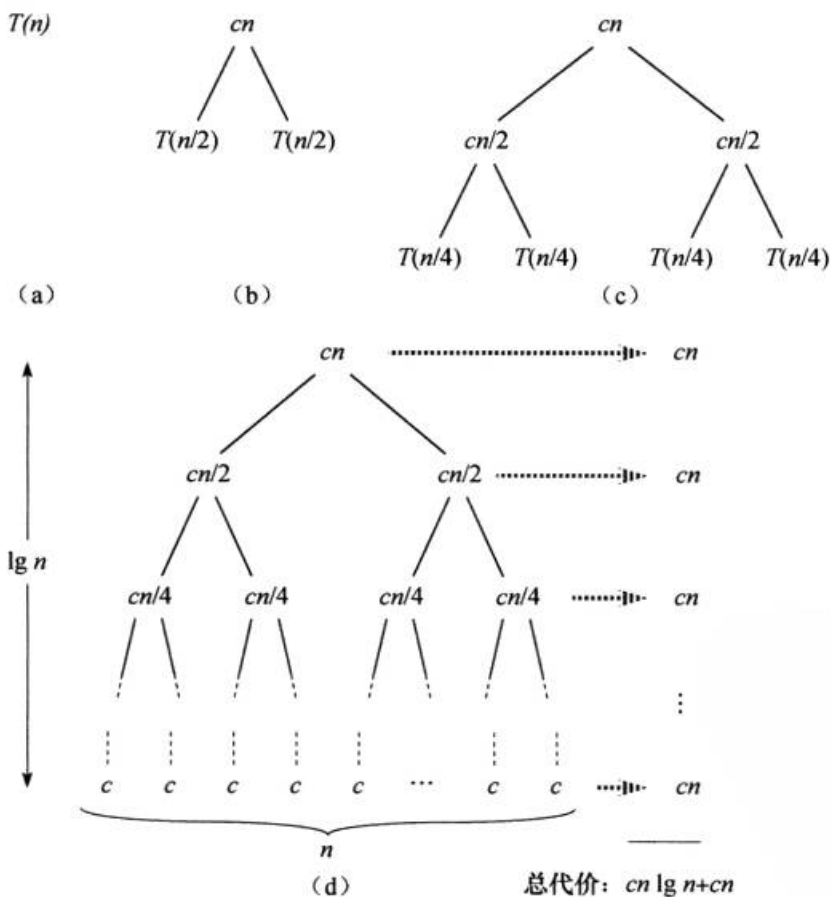 T(n) cn cn
T(n/2) T(n/2) cn/2 cn/2
T(n/4) T(n/4) T(n/4) T(n/4)
(a) (b) (c)
cn cn
cn/2 cn/2 cn
lg n
cn/4 cn/4 cn/4 cn/4 cn
⋮
c c c c c ⋯ c c cn
n
(d) 总代价：cn lg n+cn